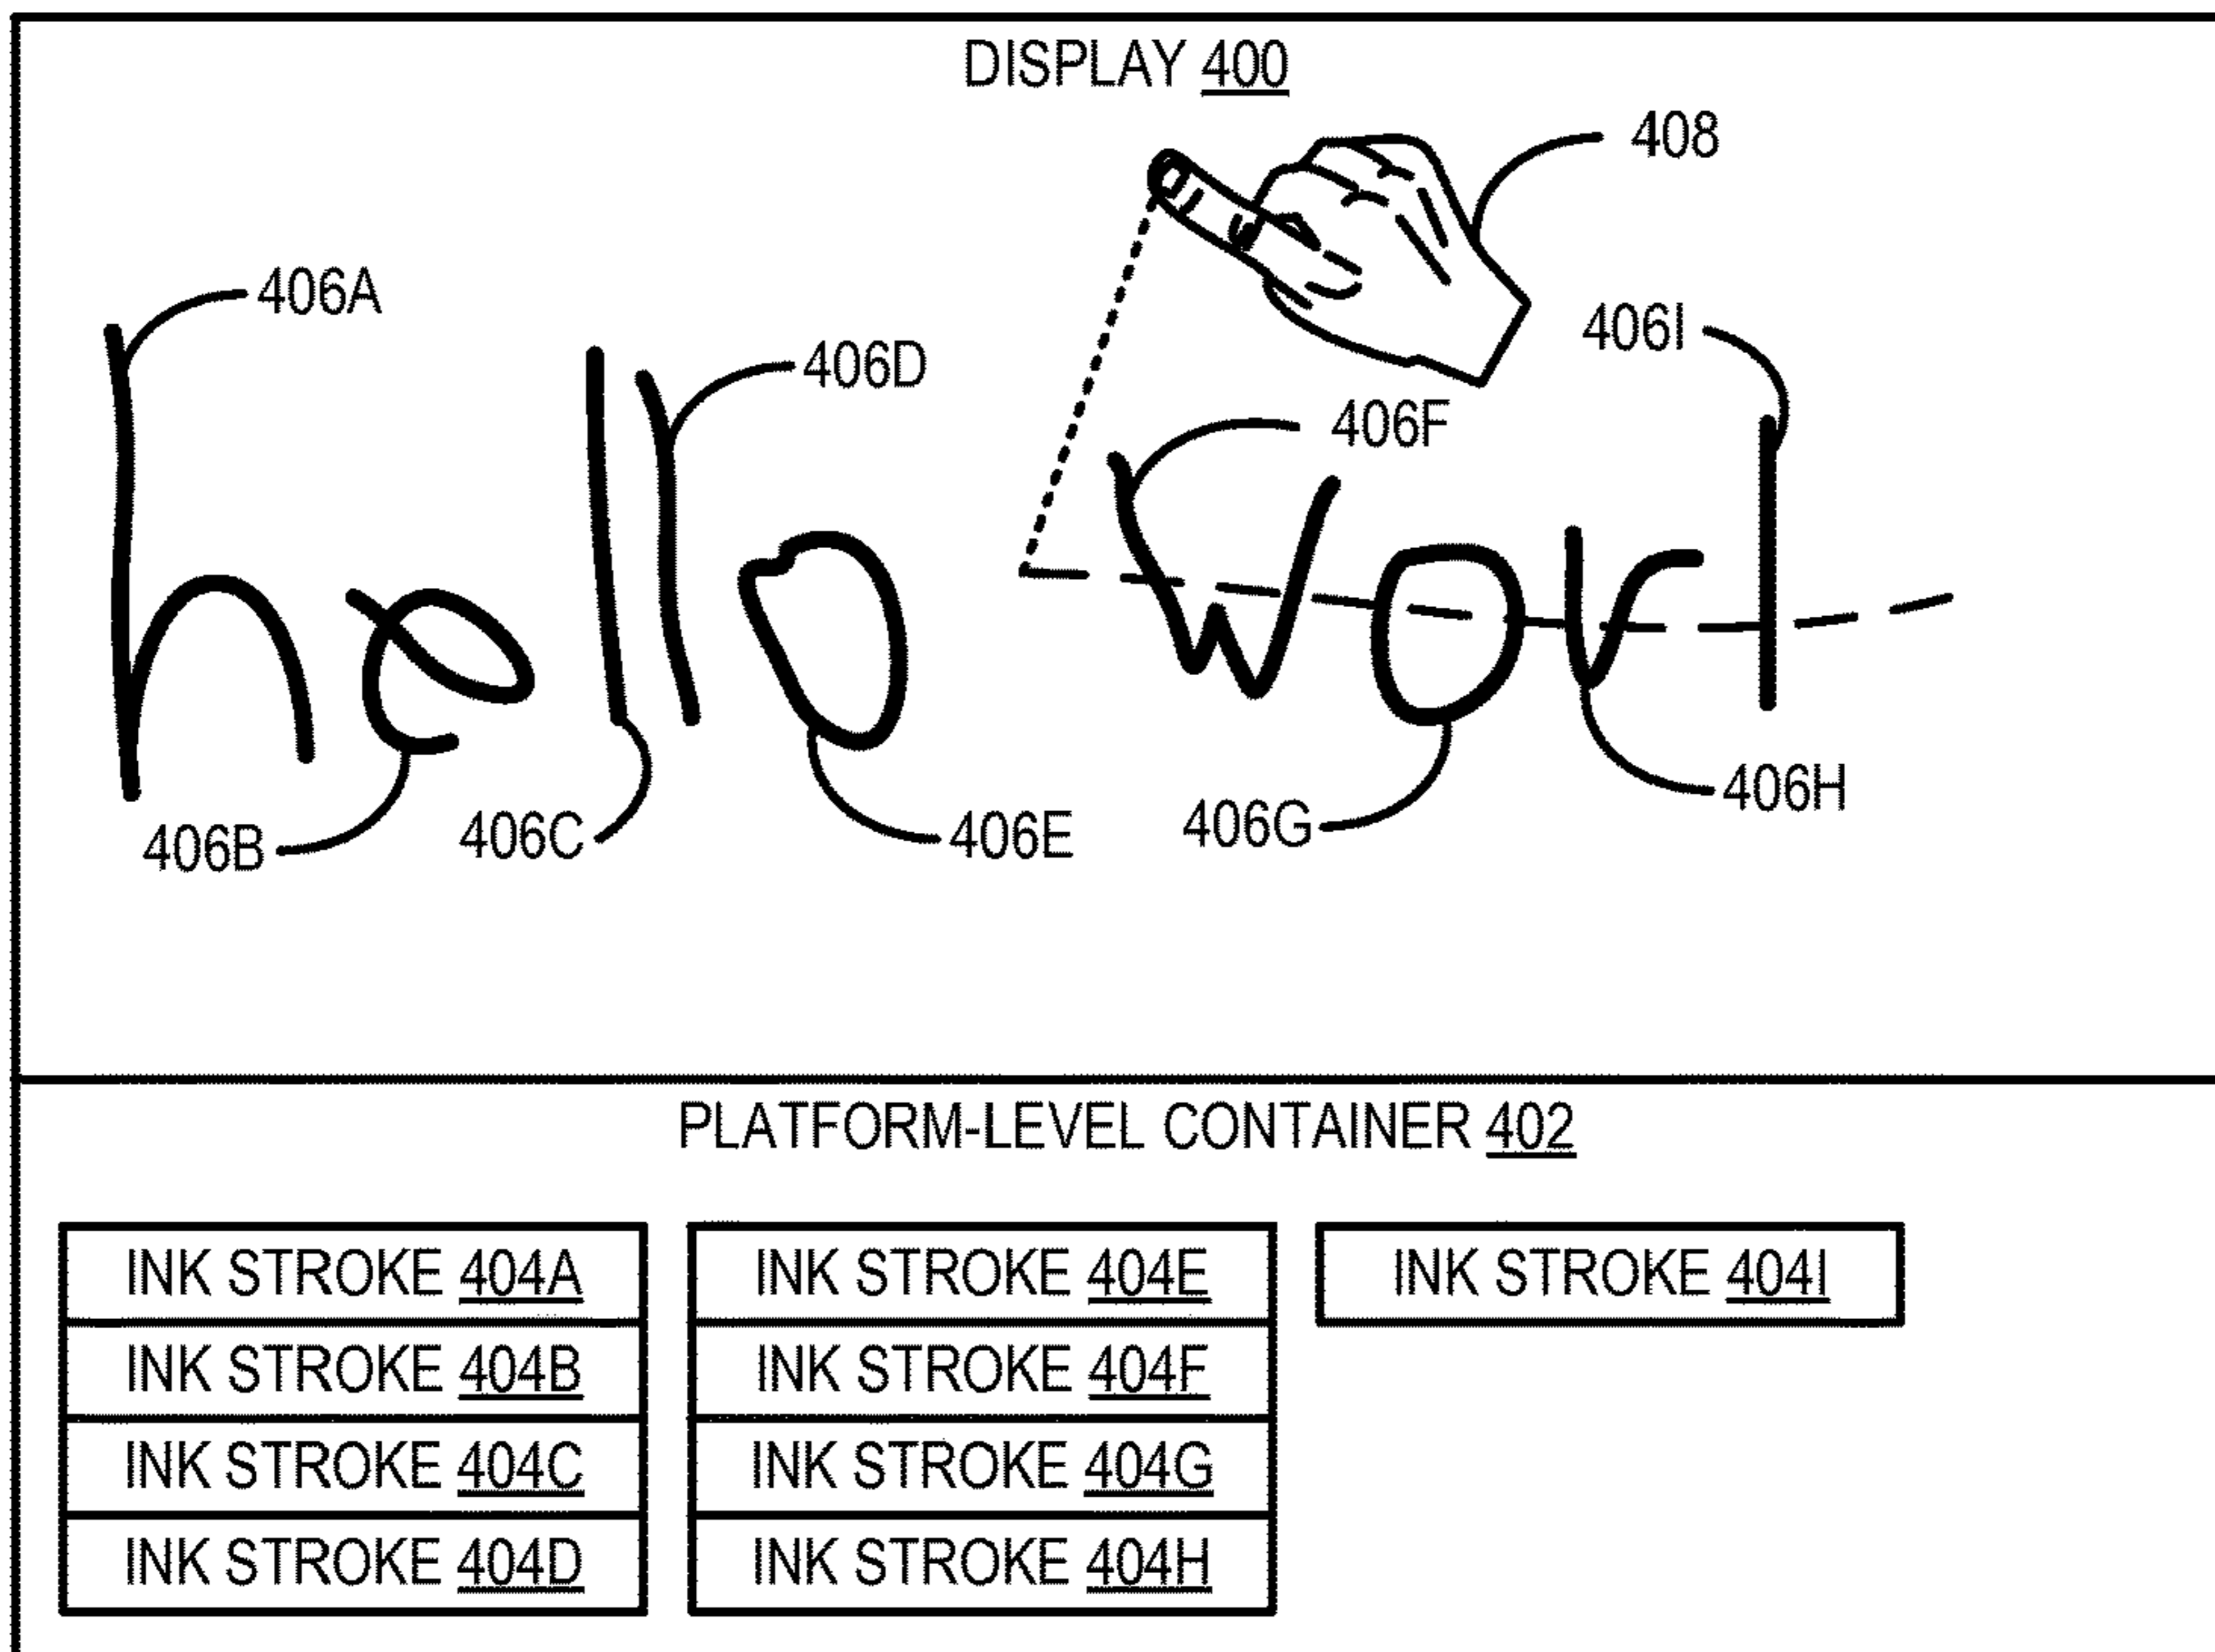 DISPLAY 400
408
406A
406I
406D
406F
hello worl
406H
406B
406C
406E
406G
PLATFORM-LEVEL CONTAINER 402
INK STROKE 404A
INK STROKE 404B
INK STROKE 404C
INK STROKE 404D
INK STROKE 404E
INK STROKE 404F
INK STROKE 404G
INK STROKE 404H
INK STROKE 404I